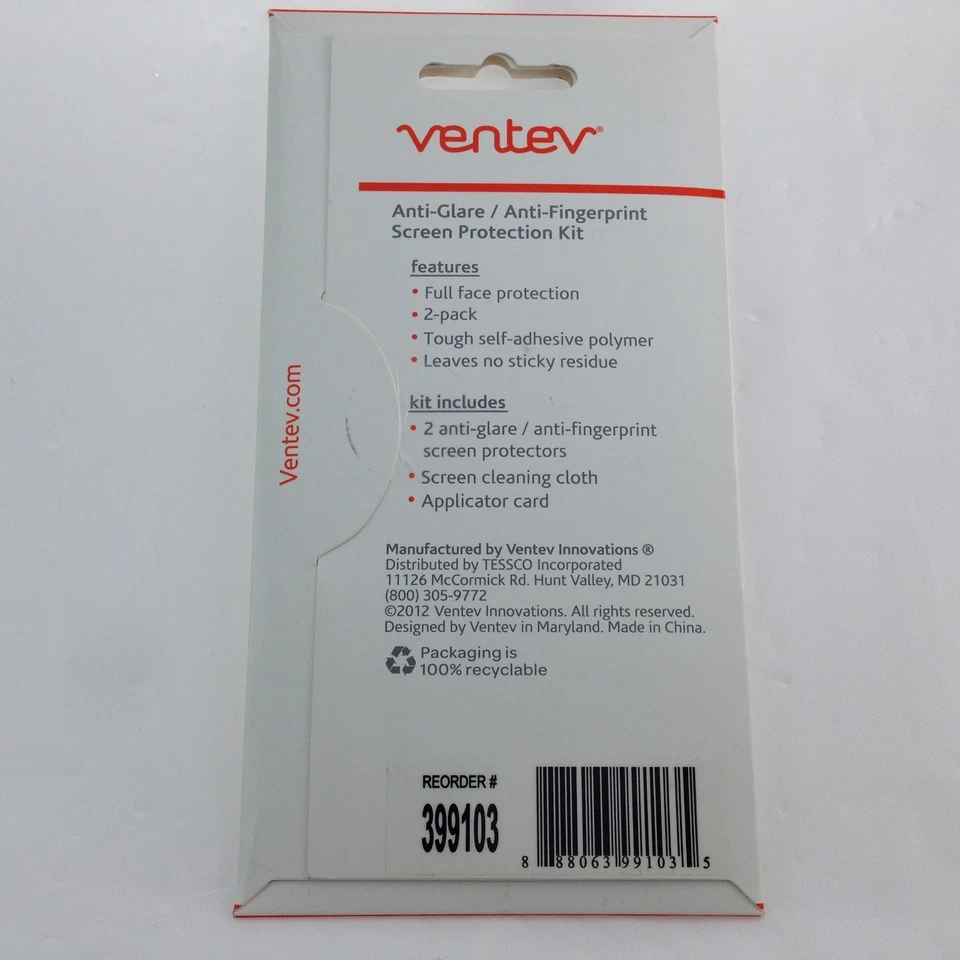 ventev®
Anti-Glare / Anti-Fingerprint
Screen Protection Kit
features
• Full face protection
• 2-pack
• Tough self-adhesive polymer
• Leaves no sticky residue
kit includes
• 2 anti-glare / anti-fingerprint
screen protectors
• Screen cleaning cloth
• Applicator card
Ventev.com
Manufactured by Ventev Innovations ®
Distributed by TESSCO Incorporated
11126 McCormick Rd. Hunt Valley, MD 21031
(800) 305-9772
©2012 Ventev Innovations. All rights reserved.
Designed by Ventev in Maryland. Made in China.
Packaging is
100% recyclable
REORDER #
399103
8 88063 99103 5